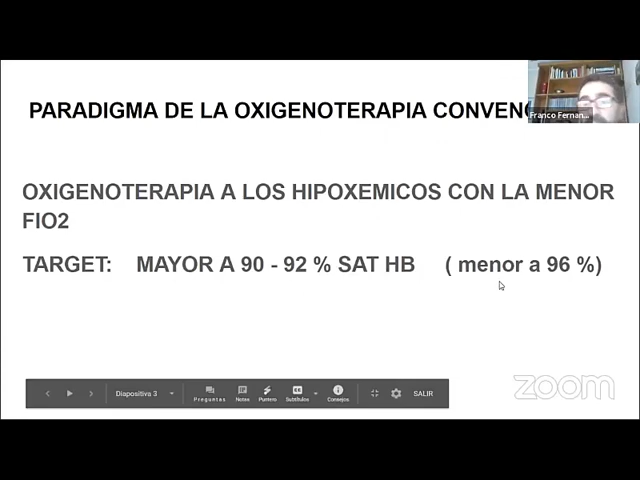 PARADIGMA DE LA OXIGENOTERAPIA CONVENC
Franco Fernan...
OXIGENOTERAPIA A LOS HIPOXEMICOS CON LA MENOR
FIO2
TARGET: MAYOR A 90 - 92 % SAT HB ( menor a 96 %)
Diapositiva 3
Preguntas
Notas
Puntero
Subtítulos
Consejos
SALIR
zoom